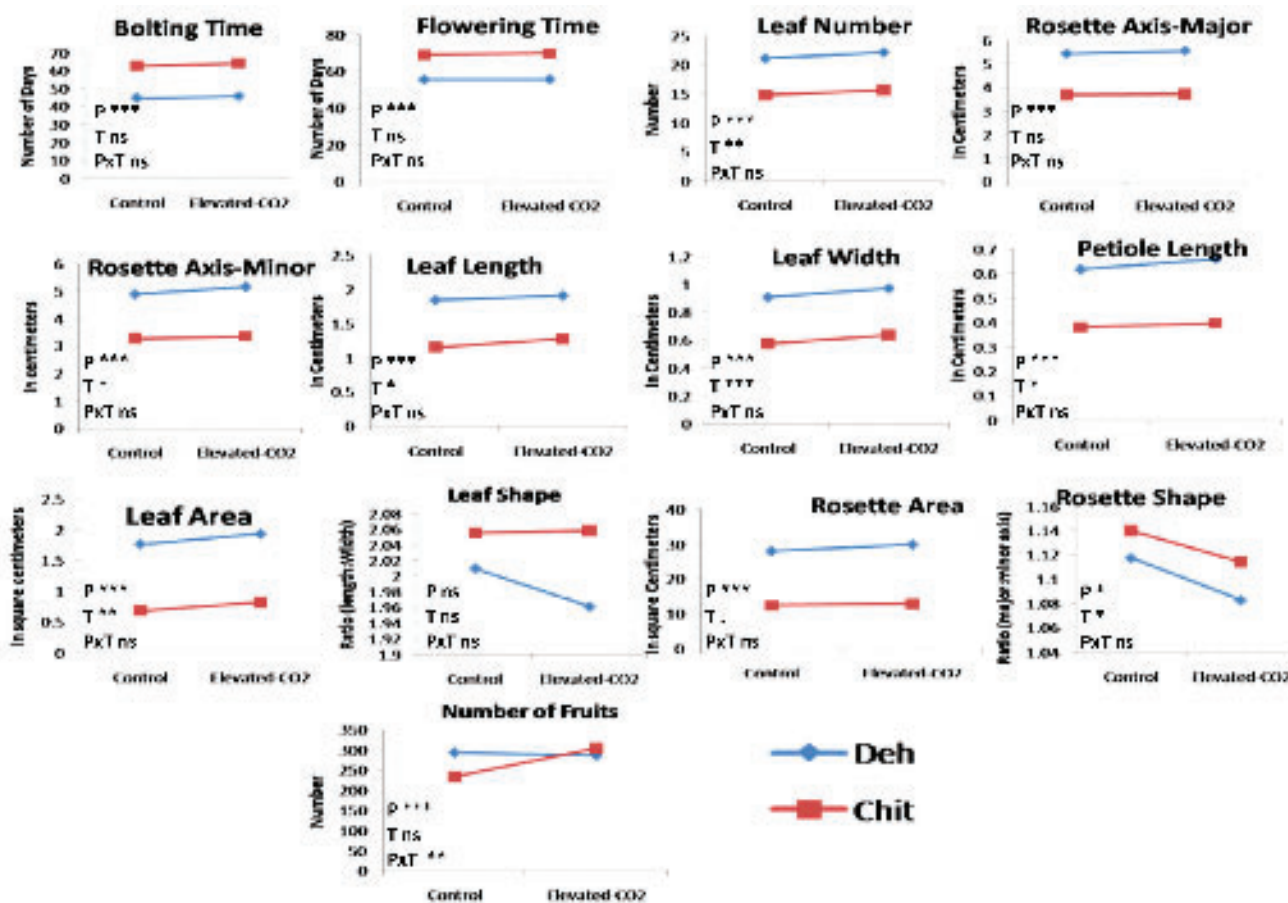 Bolting Time
Number of Days
70
60
50
40
30
20
10
0
P ***
T ns
PxT ns
Control Elevated-CO2
Flowering Time
Number of Days
80
60
40
20
0
P ***
T ns
PxT ns
Control Elevated-CO2
Leaf Number
Number
25
20
15
10
5
0
P ***
T **
PxT ns
Control Elevated-CO2
Rosette Axis-Major
In Centimeters
6
5
4
3
2
1
0
P ***
T ns
PxT ns
Control Elevated-CO2
Rosette Axis-Minor
In centimeters
6
5
4
3
2
1
0
P ***
T *
PxT ns
Control Elevated-CO2
Leaf Length
In Centimeters
2.5
2
1.5
1
0.5
0
P ***
T *
PxT ns
Control Elevated-CO2
Leaf Width
In Centimeters
1.2
1
0.8
0.6
0.4
0.2
0
P ***
T ***
PxT ns
Control Elevated-CO2
Petiole Length
In Centimeters
0.7
0.6
0.5
0.4
0.3
0.2
0.1
0
P ***
T *
PxT ns
Control Elevated-CO2
Leaf Area
In square centimeters
2.5
2
1.5
1
0.5
0
P ***
T **
PxT ns
Control Elevated-CO2
Leaf Shape
Ratio (length:Width)
2.08
2.06
2.04
2.02
2
1.98
1.96
1.94
1.92
1.9
P ns
T ns
PxT ns
Control Elevated-CO2
Rosette Area
In square Centimeters
40
30
20
10
0
P ***
T .
PxT ns
Control Elevated-CO2
Rosette Shape
Ratio (major:minor axis)
1.16
1.14
1.12
1.1
1.08
1.06
1.04
P *
T *
PxT ns
Control Elevated-CO2
Number of Fruits
Number
350
300
250
200
150
100
50
0
P ***
T ns
PxT **
Control Elevated-CO2
Deh
Chit